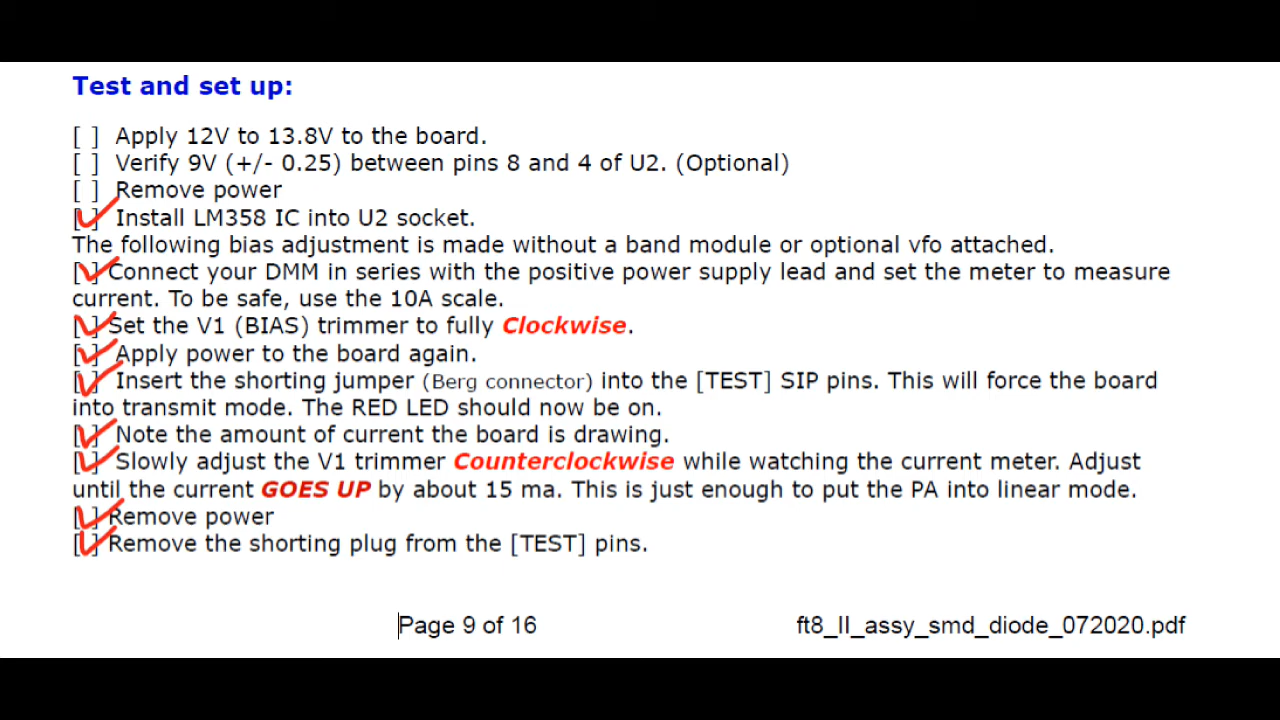 Test and set up:
[ ] Apply 12V to 13.8V to the board.
[ ] Verify 9V (+/- 0.25) between pins 8 and 4 of U2. (Optional)
[ ] Remove power
[ ] Install LM358 IC into U2 socket.
The following bias adjustment is made without a band module or optional vfo attached.
[ ] Connect your DMM in series with the positive power supply lead and set the meter to measure
current. To be safe, use the 10A scale.
[ ] Set the V1 (BIAS) trimmer to fully Clockwise.
[ ] Apply power to the board again.
[ ] Insert the shorting jumper (Berg connector) into the [TEST] SIP pins. This will force the board
into transmit mode. The RED LED should now be on.
[ ] Note the amount of current the board is drawing.
[ ] Slowly adjust the V1 trimmer Counterclockwise while watching the current meter. Adjust
until the current GOES UP by about 15 ma. This is just enough to put the PA into linear mode.
[ ] Remove power
[ ] Remove the shorting plug from the [TEST] pins.
Page 9 of 16 ft8_II_assy_smd_diode_072020.pdf